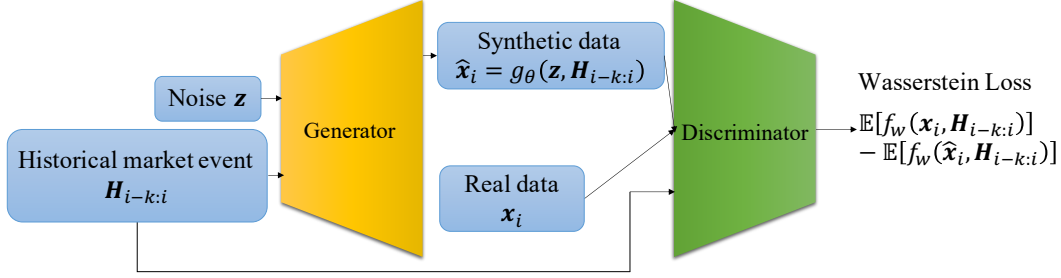 Noise z
Historical market event
H_{i−k:i}
Generator
Synthetic data
x̂_i = g_θ(z, H_{i−k:i})
Real data
x_i
Discriminator
Wasserstein Loss
𝔼[f_w(x_i, H_{i−k:i})]
− 𝔼[f_w(x̂_i, H_{i−k:i})]